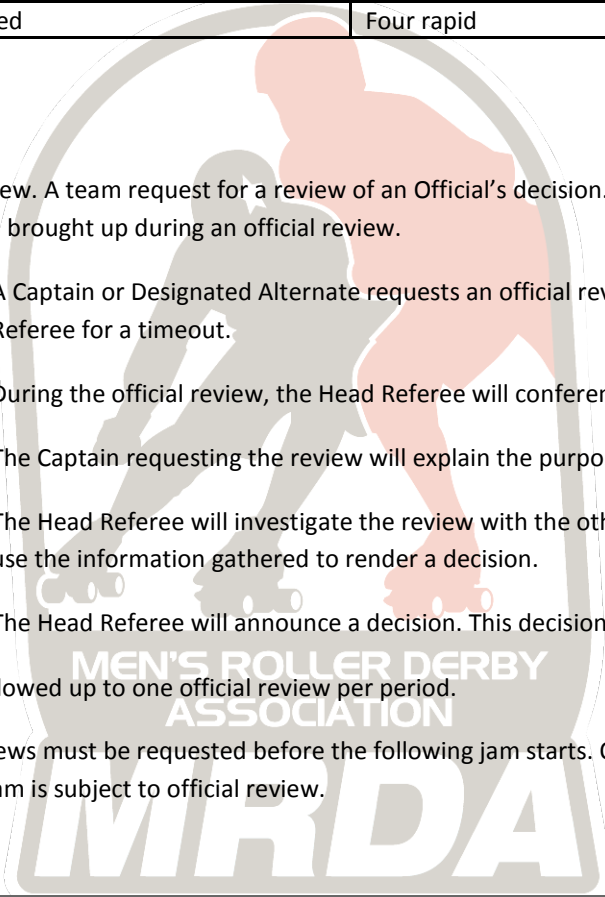 ed
Four rapid
ew. A team request for a review of an Official's decision.
brought up during an official review.
A Captain or Designated Alternate requests an official rev
Referee for a timeout.
During the official review, the Head Referee will conferen
The Captain requesting the review will explain the purpo
The Head Referee will investigate the review with the oth
use the information gathered to render a decision.
The Head Referee will announce a decision. This decision
MEN'S ROLLER DERBY
lowed up to one official review per period.
ASSOCIATION
ews must be requested before the following jam starts. O
am is subject to official review.
MRDA